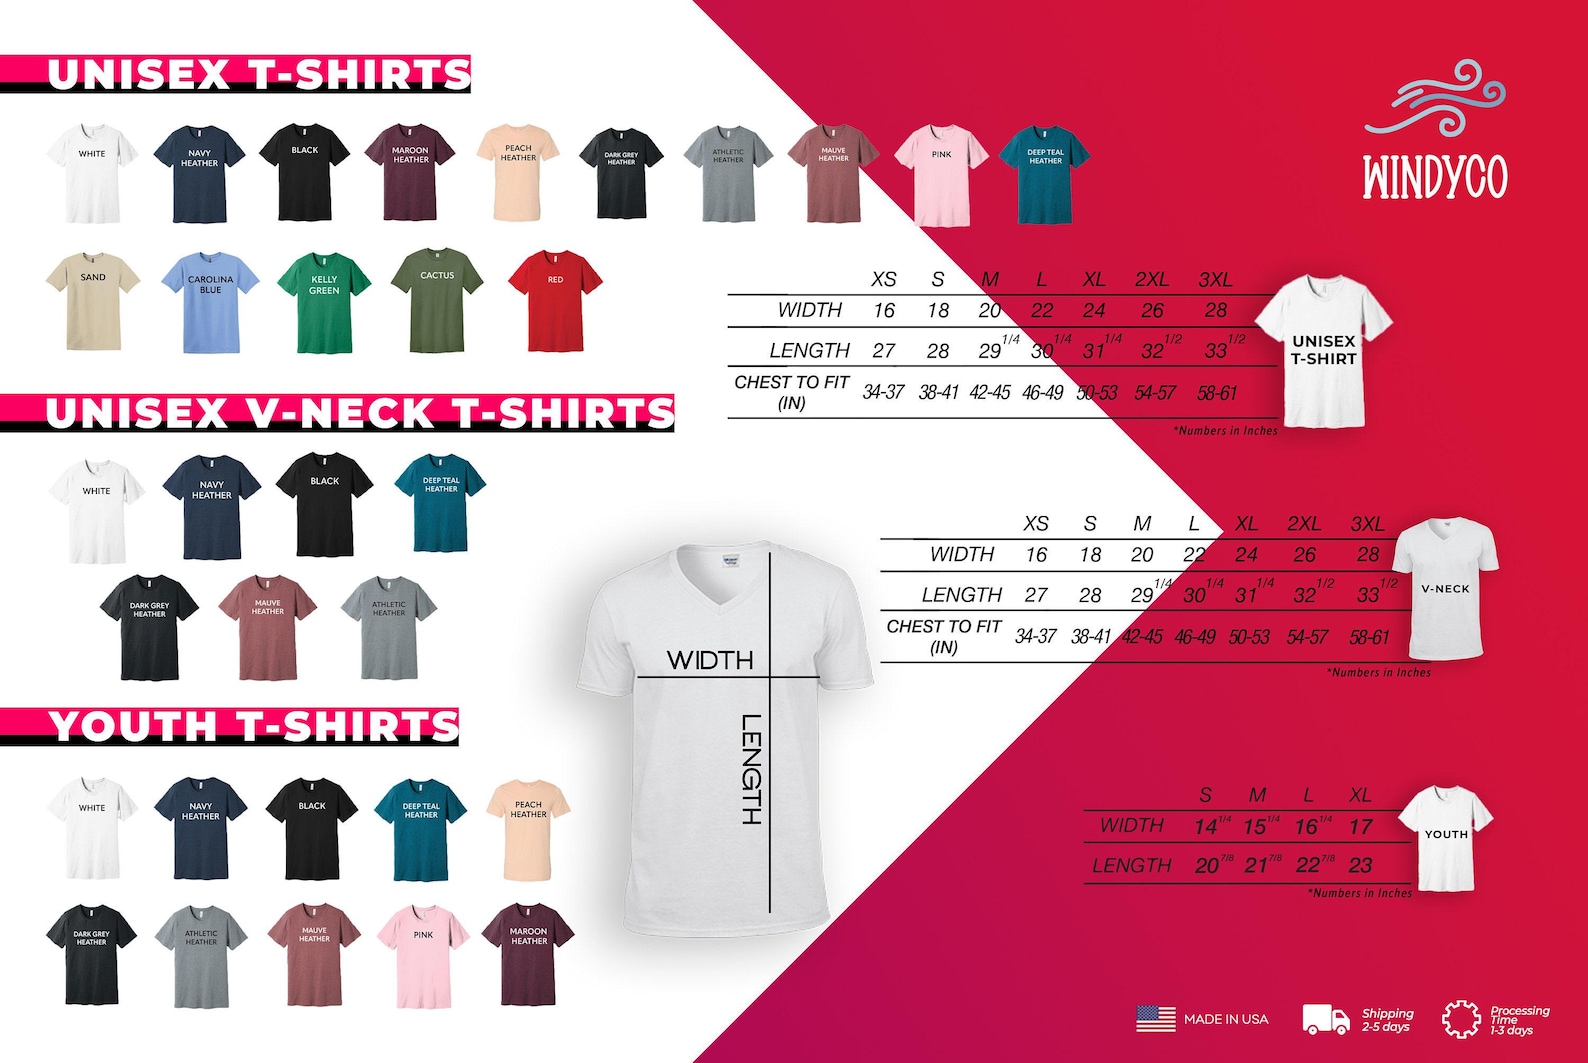 UNISEX T-SHIRTS
WHITE
NAVY
HEATHER
BLACK
MAROON
HEATHER
PEACH
HEATHER
DARK GREY
HEATHER
ATHLETIC
HEATHER
MAUVE
HEATHER
PINK
DEEP TEAL
HEATHER
SAND
CAROLINA
BLUE
KELLY
GREEN
CACTUS
RED
WINDYCO
XS S M L XL 2XL 3XL
WIDTH 16 18 20 22 24 26 28
LENGTH 27 28 29 1/4 30 1/4 31 1/4 32 1/2 33 1/2
CHEST TO FIT
(IN) 34-37 38-41 42-45 46-49 50-53 54-57 58-61
*Numbers in Inches
UNISEX
T-SHIRT
UNISEX V-NECK T-SHIRTS
WHITE
NAVY
HEATHER
BLACK
DEEP TEAL
HEATHER
DARK GREY
HEATHER
MAUVE
HEATHER
ATHLETIC
HEATHER
WIDTH
LENGTH
XS S M L XL 2XL 3XL
WIDTH 16 18 20 22 24 26 28
LENGTH 27 28 29 1/4 30 1/4 31 1/4 32 1/2 33 1/2
CHEST TO FIT
(IN) 34-37 38-41 42-45 46-49 50-53 54-57 58-61
*Numbers in Inches
V-NECK
YOUTH T-SHIRTS
WHITE
NAVY
HEATHER
BLACK
DEEP TEAL
HEATHER
PEACH
HEATHER
DARK GREY
HEATHER
ATHLETIC
HEATHER
MAUVE
HEATHER
PINK
MAROON
HEATHER
S M L XL
WIDTH 14 1/4 15 1/4 16 1/4 17
LENGTH 20 7/8 21 7/8 22 7/8 23
*Numbers in Inches
YOUTH
MADE IN USA
Shipping
2-5 days
Processing
Time
1-3 days